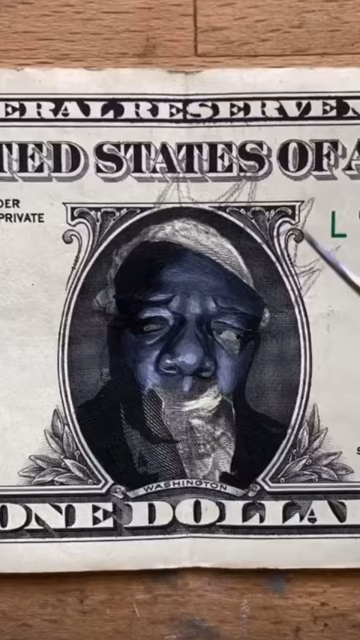 ERAL RESERVE N
TED STATES OF A
DER
PRIVATE
L
WASHINGTON
ONE DOLLA